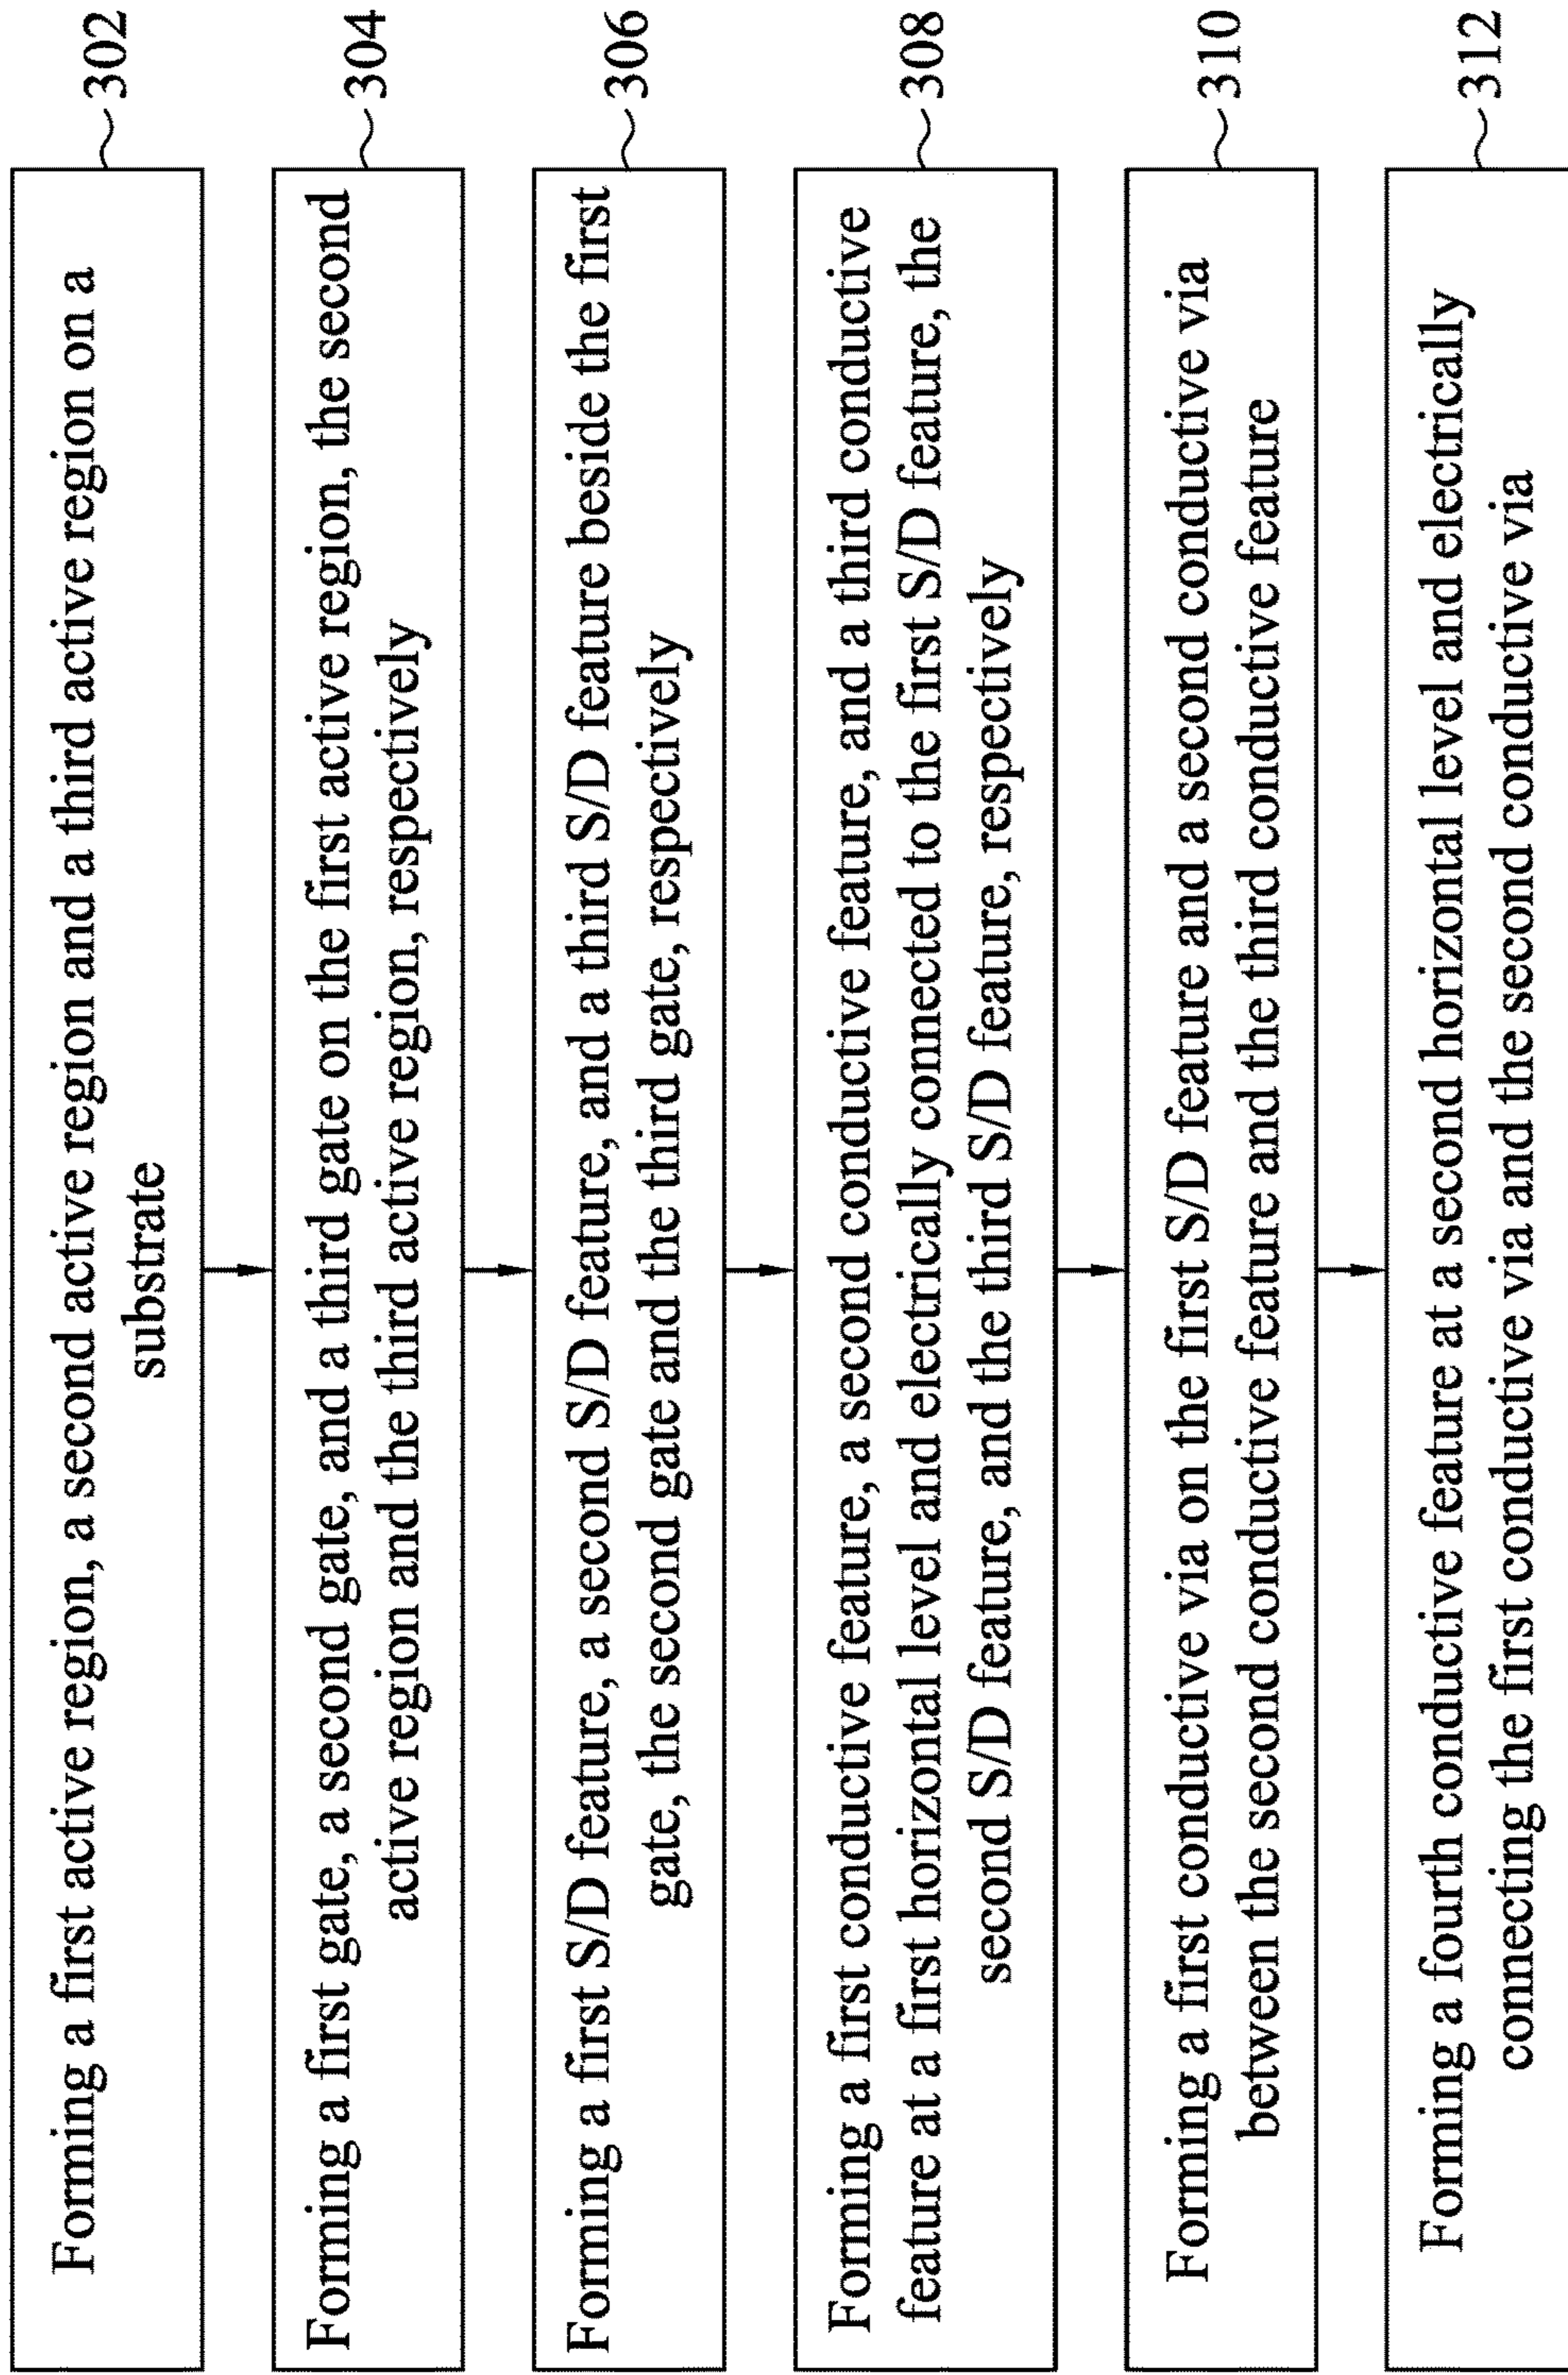 Forming a first active region, a second active region and a third active region on a
substrate
302
Forming a first gate, a second gate, and a third gate on the first active region, the second
active region and the third active region, respectively
304
Forming a first S/D feature, a second S/D feature, and a third S/D feature beside the first
gate, the second gate and the third gate, respectively
306
Forming a first conductive feature, a second conductive feature, and a third conductive
feature at a first horizontal level and electrically connected to the first S/D feature, the
second S/D feature, and the third S/D feature, respectively
308
Forming a first conductive via on the first S/D feature and a second conductive via
between the second conductive feature and the third conductive feature
310
Forming a fourth conductive feature at a second horizontal level and electrically
connecting the first conductive via and the second conductive via
312